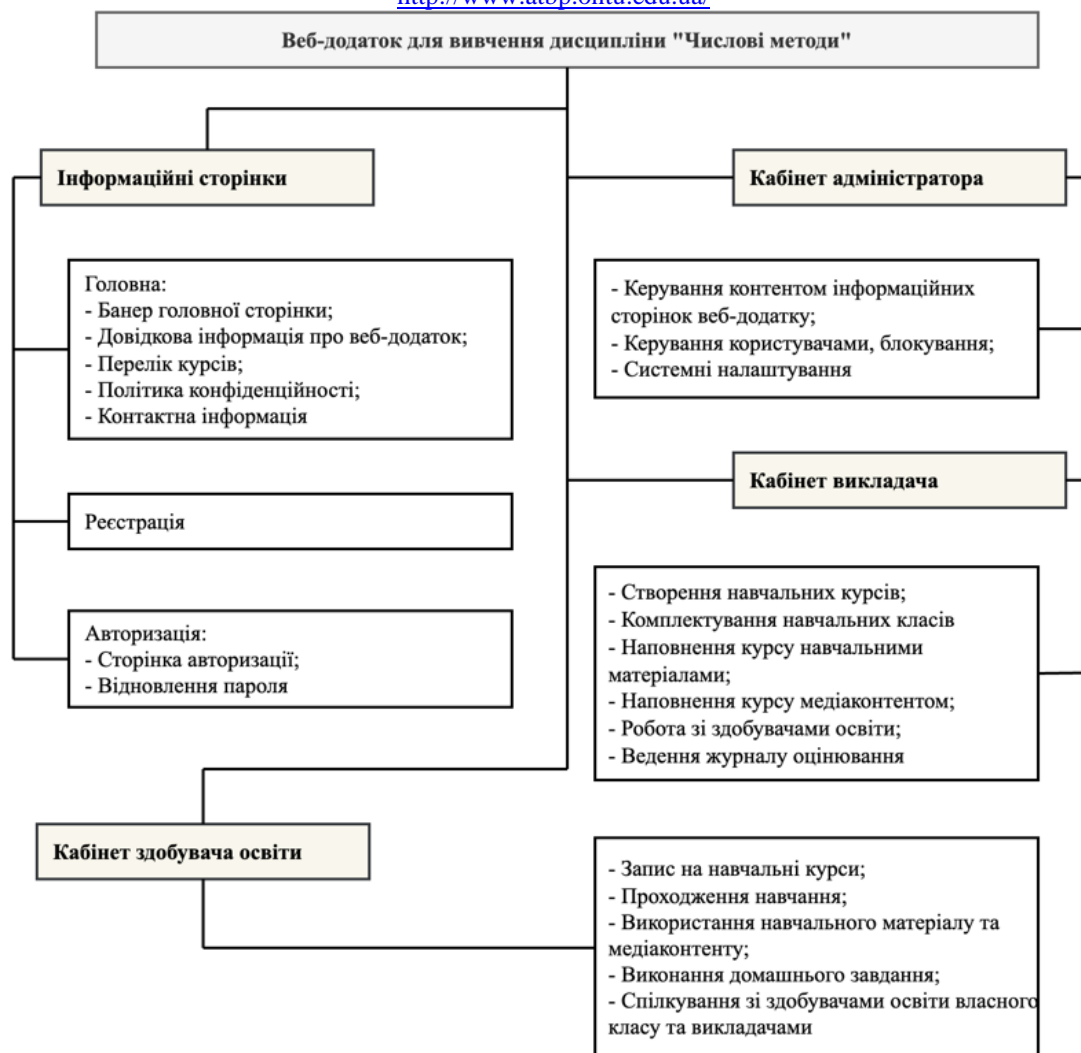 http://www.atbp.ontu.edu.ua/
Веб-додаток для вивчення дисципліни "Числові методи"
Інформаційні сторінки
Головна:
- Банер головної сторінки;
- Довідкова інформація про веб-додаток;
- Перелік курсів;
- Політика конфіденційності;
- Контактна інформація
Реєстрація
Авторизація:
- Сторінка авторизації;
- Відновлення пароля
Кабінет адміністратора
- Керування контентом інформаційних
сторінок веб-додатку;
- Керування користувачами, блокування;
- Системні налаштування
Кабінет викладача
- Створення навчальних курсів;
- Комплектування навчальних класів
- Наповнення курсу навчальними
матеріалами;
- Наповнення курсу медіаконтентом;
- Робота зі здобувачами освіти;
- Ведення журналу оцінювання
Кабінет здобувача освіти
- Запис на навчальні курси;
- Проходження навчання;
- Використання навчального матеріалу та
медіаконтенту;
- Виконання домашнього завдання;
- Спілкування зі здобувачами освіти власного
класу та викладачами